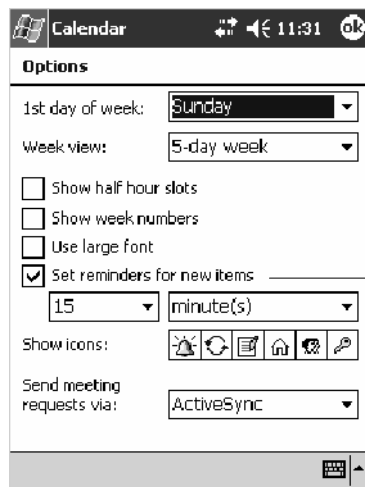 Calendar 11:31 ok
Options
1st day of week: Sunday
Week view: 5-day week
Show half hour slots
Show week numbers
Use large font
Set reminders for new items
15 minute(s)
Show icons:
Send meeting
requests via: ActiveSync